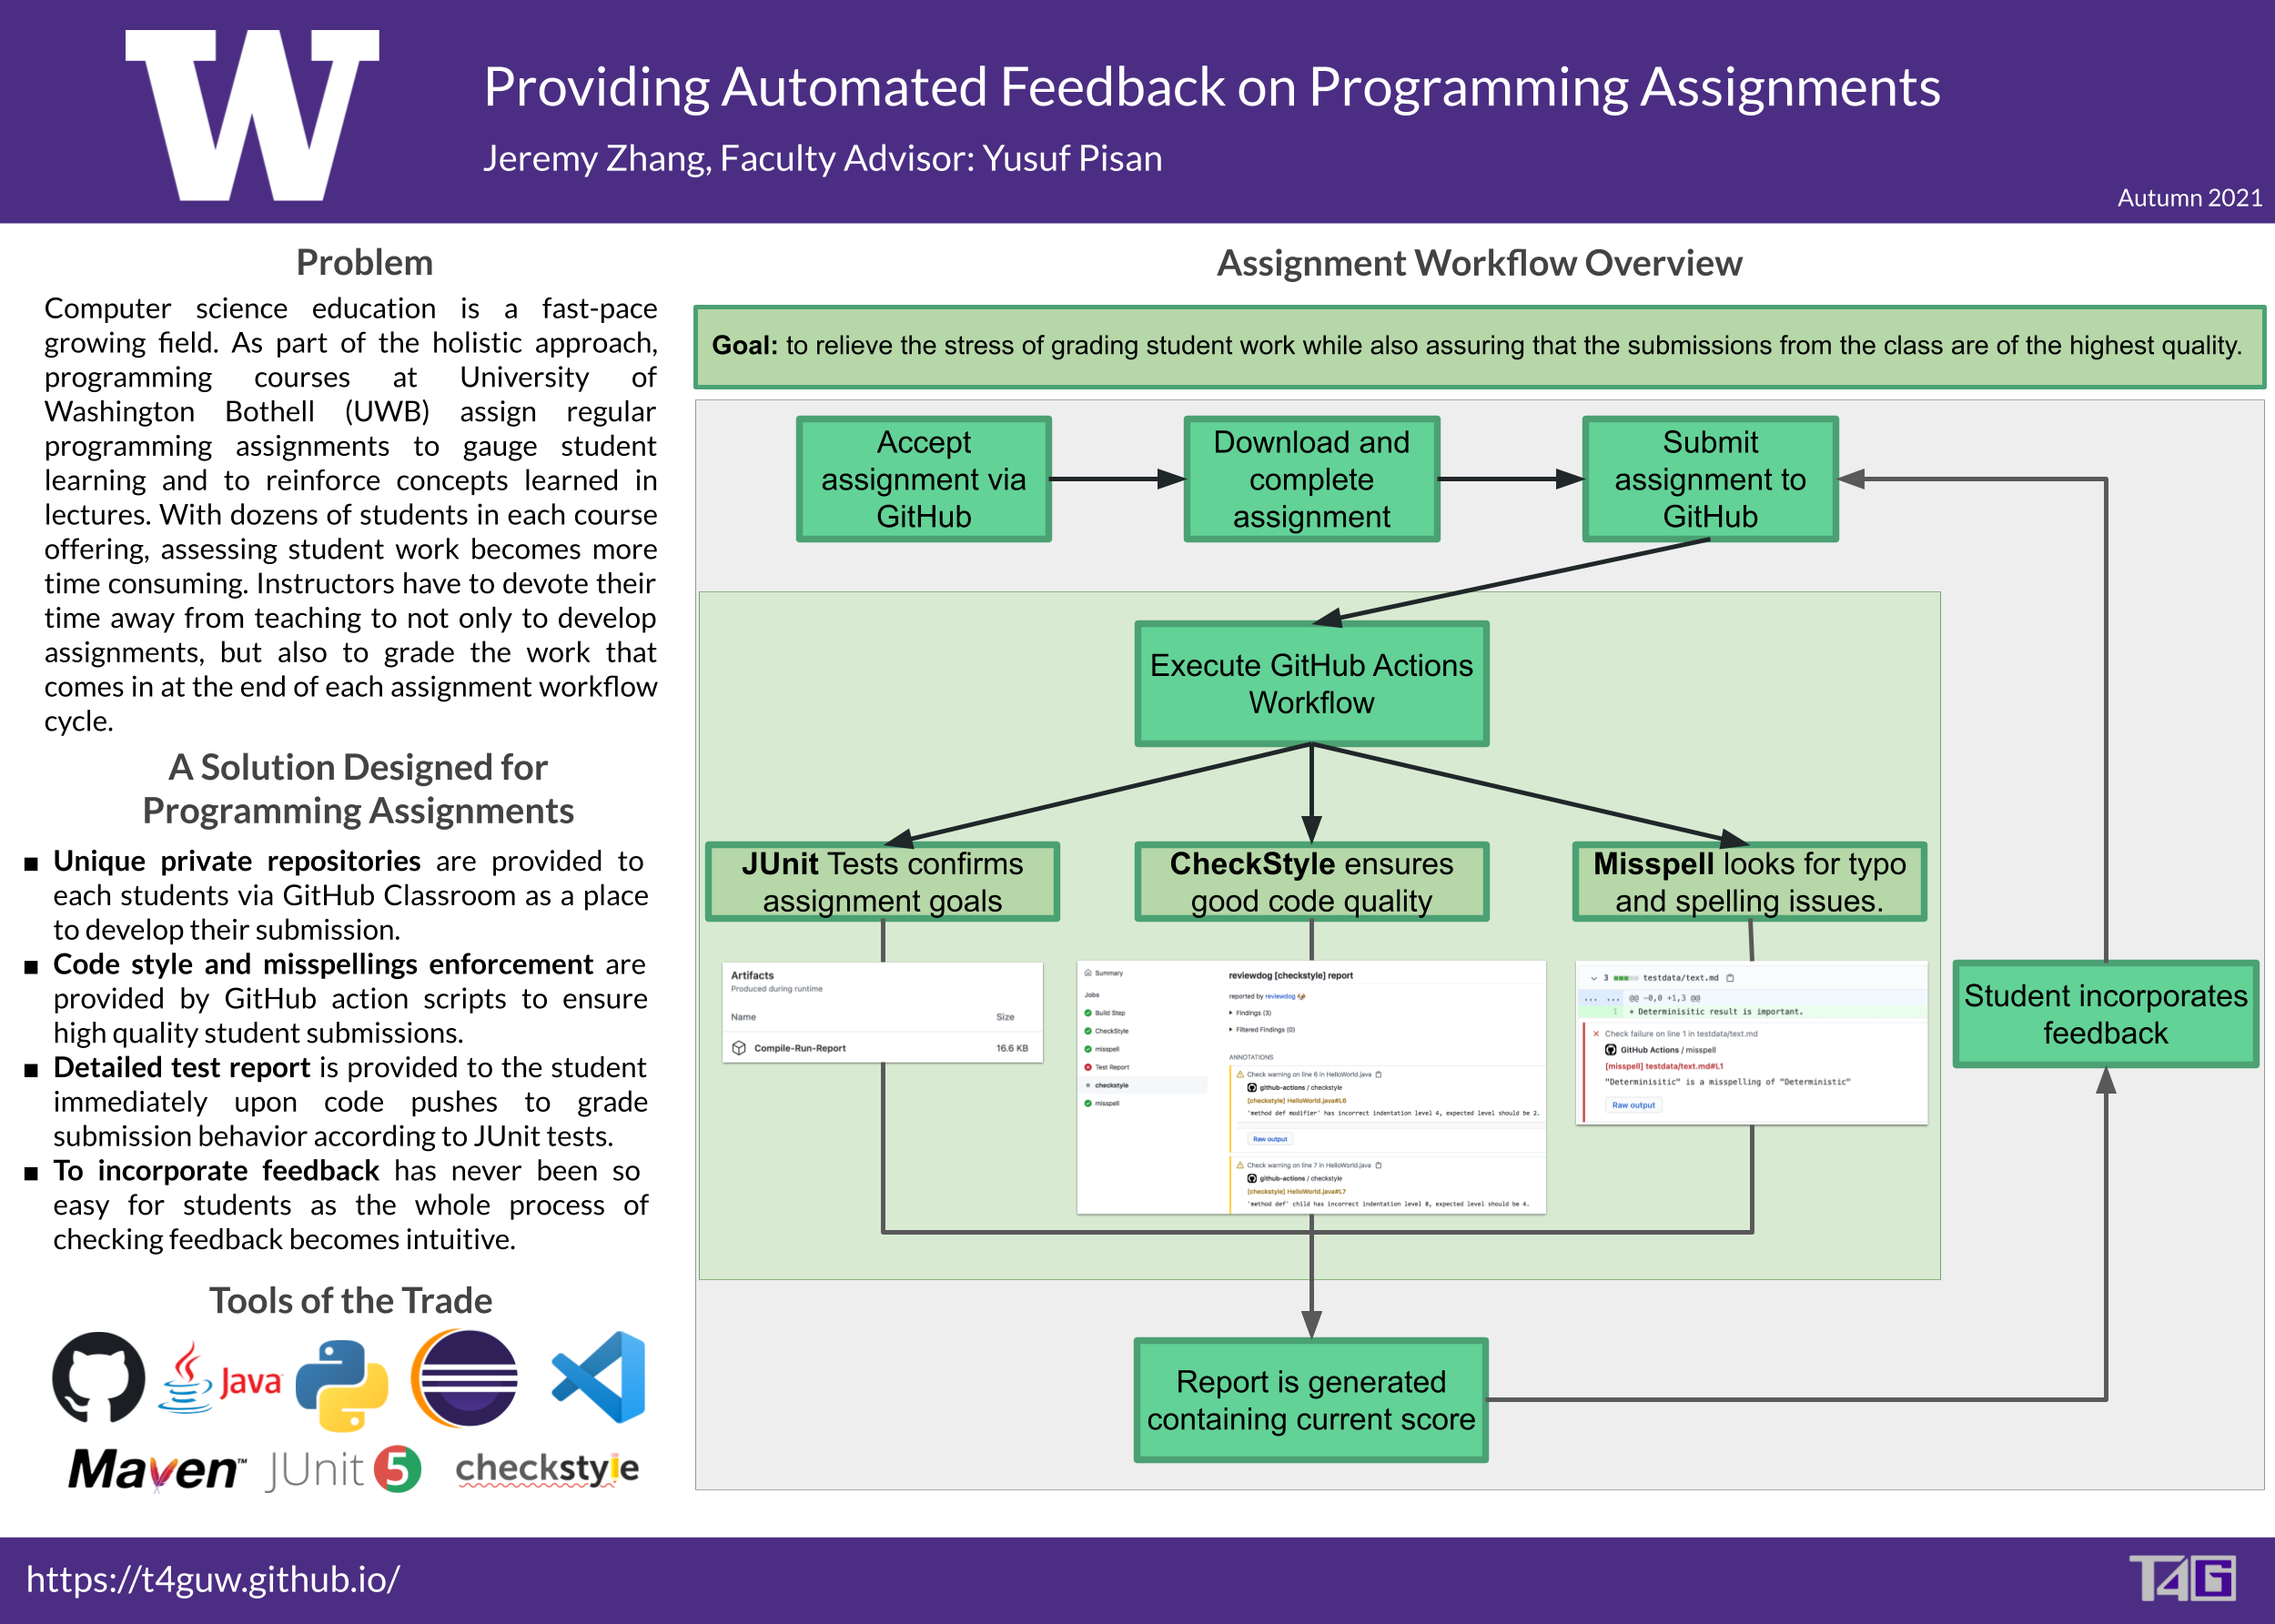 W
Providing Automated Feedback on Programming Assignments
Jeremy Zhang, Faculty Advisor: Yusuf Pisan
Autumn 2021
Problem
Computer science education is a fast-pace
growing field. As part of the holistic approach,
programming courses at University of
Washington Bothell (UWB) assign regular
programming assignments to gauge student
learning and to reinforce concepts learned in
lectures. With dozens of students in each course
offering, assessing student work becomes more
time consuming. Instructors have to devote their
time away from teaching to not only to develop
assignments, but also to grade the work that
comes in at the end of each assignment workflow
cycle.
A Solution Designed for
Programming Assignments
■ Unique private repositories are provided to
each students via GitHub Classroom as a place
to develop their submission.
■ Code style and misspellings enforcement are
provided by GitHub action scripts to ensure
high quality student submissions.
■ Detailed test report is provided to the student
immediately upon code pushes to grade
submission behavior according to JUnit tests.
■ To incorporate feedback has never been so
easy for students as the whole process of
checking feedback becomes intuitive.
Tools of the Trade
Java
Maven™
JUnit 5
checkstyle
Assignment Workflow Overview
Goal: to relieve the stress of grading student work while also assuring that the submissions from the class are of the highest quality.
Accept
assignment via
GitHub
Download and
complete
assignment
Submit
assignment to
GitHub
Execute GitHub Actions
Workflow
JUnit Tests confirms
assignment goals
CheckStyle ensures
good code quality
Misspell looks for typo
and spelling issues.
Artifacts
Produced during runtime
Name Size
Compile-Run-Report 16.6 KB
Summary
Jobs
Build Step
CheckStyle
misspell
Test Report
checkstyle
misspell
reviewdog [checkstyle] report
reported by reviewdog
Findings (3)
Filtered Findings (0)
ANNOTATIONS
Check warning on line 6 in HelloWorld.java
github-actions / checkstyle
[checkstyle] HelloWorld.java#L6
'method def modifier' has incorrect indentation level 4, expected level should be 2.
Raw output
Check warning on line 7 in HelloWorld.java
github-actions / checkstyle
[checkstyle] HelloWorld.java#L7
'method def' child has incorrect indentation level 8, expected level should be 4.
3 testdata/text.md
... ... @@ -0,0 +1,3 @@
1 + Determinisitic result is important.
Check failure on line 1 in testdata/text.md
GitHub Actions / misspell
[misspell] testdata/text.md#L1
"Determinisitic" is a misspelling of "Deterministic"
Raw output
Student incorporates
feedback
Report is generated
containing current score
https://t4guw.github.io/
T4G